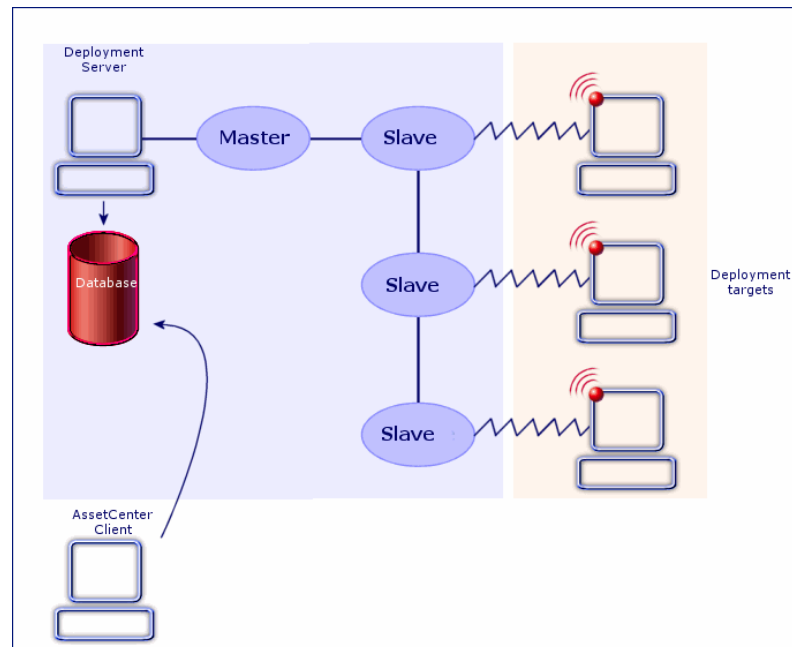 Deployment
Server
Master
Slave
Database
Slave
Deployment
targets
Slave
AssetCenter
Client